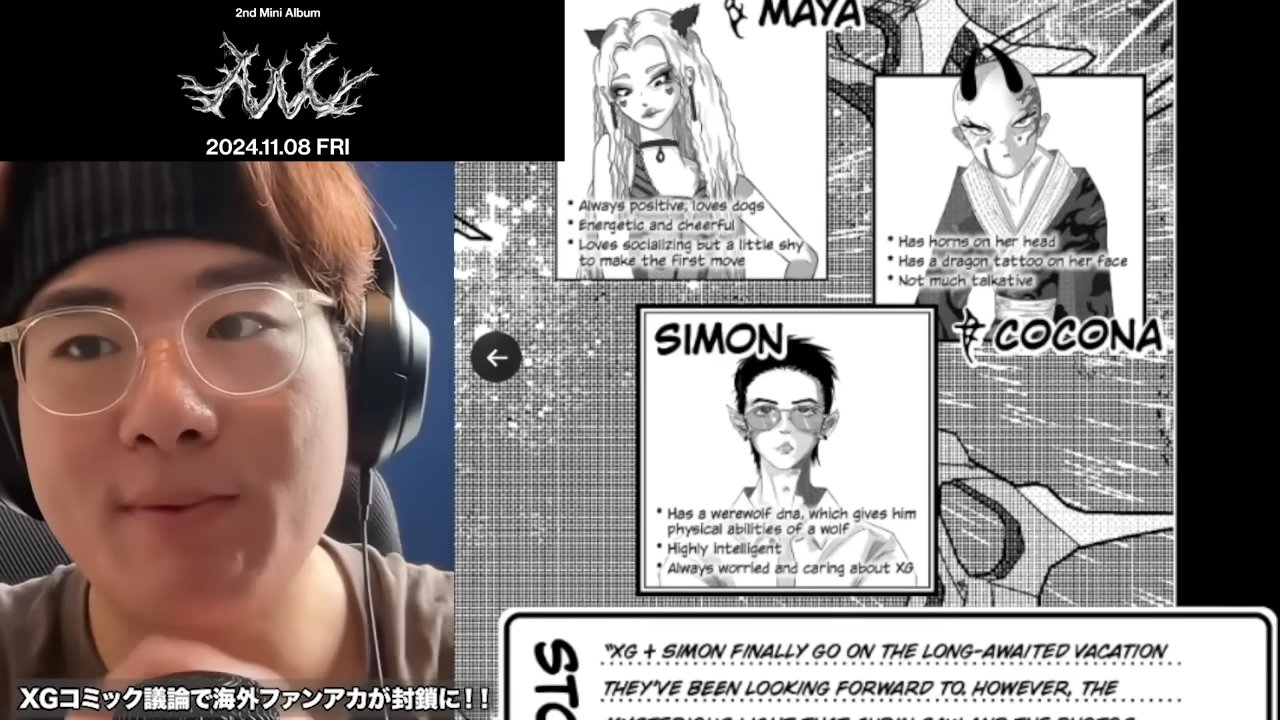 2nd Mini Album
AWE
2024.11.08 FRI
MAYA
* Always positive, loves dogs
* Energetic and cheerful
* Loves socializing but a little shy
to make the first move
* Has horns on her head
* Has a dragon tattoo on her face
* Not much talkative
COCONA
SIMON
* Has a werewolf dna, which gives him
physical abilities of a wolf
* Highly intelligent
* Always worried and caring about XG
"XG + SIMON FINALLY GO ON THE LONG-AWAITED VACATION
THEY'VE BEEN LOOKING FORWARD TO. HOWEVER, THE
XGコミック議論で海外ファンアカが封鎖に!!